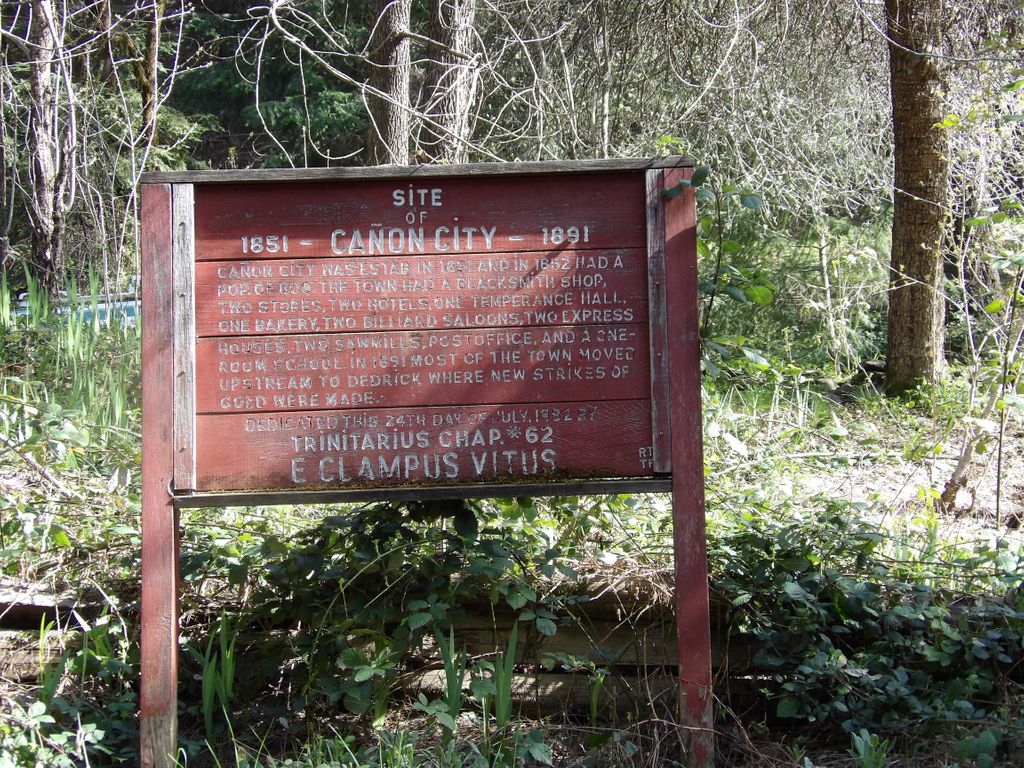 SiTE
OF
1851 - CAÑON CiTY - 1891
CAÑON CITY WAS ESTAB IN 1851 AND IN 1852 HAD A
POP. OF 800. THE TOWN HAD A BLACKSMITH SHOP,
TWO STORES, TWO HOTELS, ONE TEMPERANCE HALL,
ONE BAKERY, TWO BILLIARD SALOONS, TWO EXPRESS
HOUSES, TWO SAWMILLS, POST OFFICE, AND A ONE-
ROOM SCHOOL. IN 1891 MOST OF THE TOWN MOVED
UPSTREAM TO DEDRICK WHERE NEW STRIKES OF
GOLD WERE MADE.
DEDICATED THIS 24TH DAY OF JULY, 1982 BY
TRINITARIUS CHAP. #62
E CLAMPUS VITUS